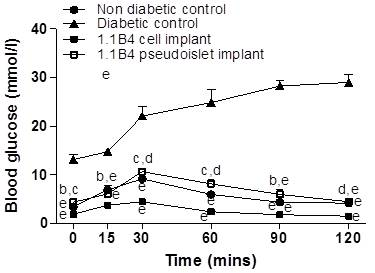 Non diabetic control
Diabetic control
1.1B4 cell implant
1.1B4 pseudoislet implant
40
30
20
10
0
Blood glucose (mmol/l)
e
c,d
c,d
b,c
b,e
b,e
d,e
e
e
e
e
e
e
e
e
e
e
e
e
e
0
15
30
60
90
120
Time (mins)